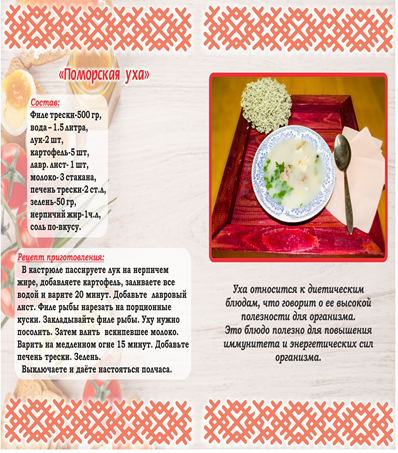 «Поморская уха»
Состав:
Филе трески-500 гр,
вода – 1.5 литра,
лук-2 шт,
картофель-5 шт,
лавр. лист- 1 шт,
молоко- 3 стакана,
печень трески-2 ст.л,
зелень-50 гр,
нерпичий жир-1ч.л,
соль по-вкусу.
Рецепт приготовления:
В кастрюле пассируете лук на нерпичем
жире, добавляете картофель, заливаете все
водой и варите 20 минут. Добавьте лавровый
лист. Филе рыбы нарезать на порционные
куски. Закладывайте филе рыбы. Уху нужно
посолить. Затем влить вскипевшее молоко.
Варить на медленном огне 15 минут. Добавьте
печень трески. Зелень.
Выключаете и даёте настояться полчаса.
Уха относится к диетическим
блюдам, что говорит о ее высокой
полезности для организма.
Это блюдо полезно для повышения
иммунитета и энергетических сил
организма.